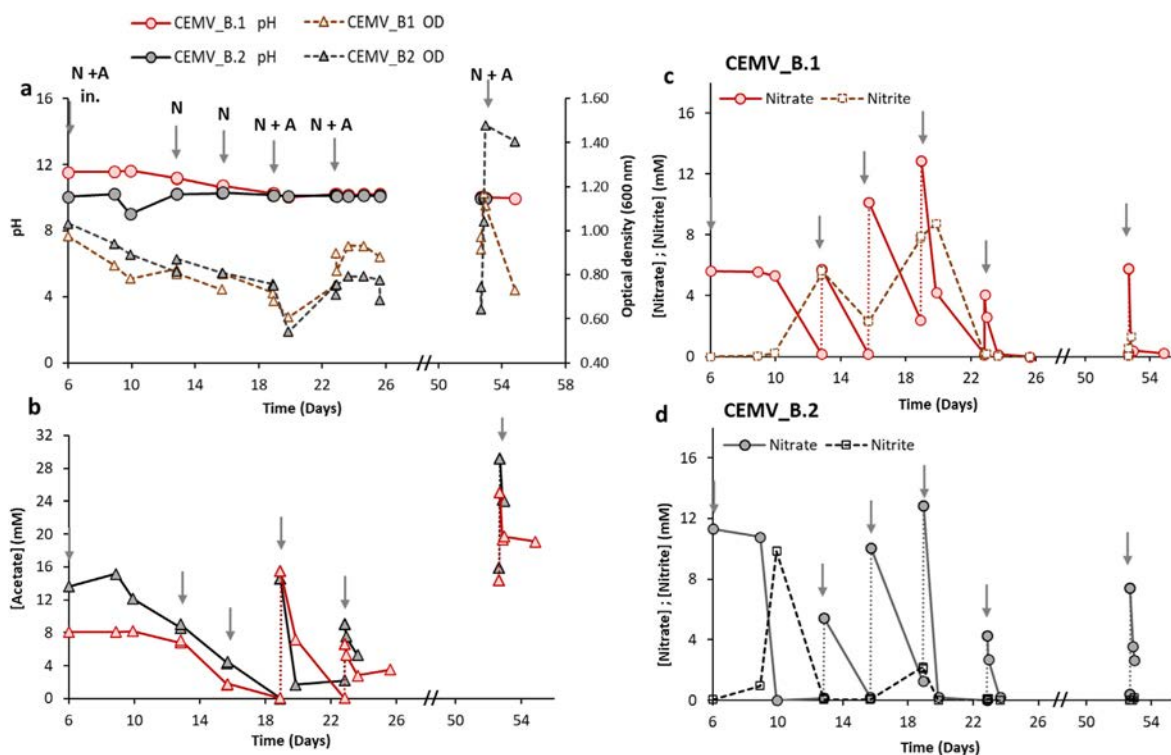 CEMV_B.1 pH
CEMV_B1 OD
CEMV_B.2 pH
CEMV_B2 OD
a
N +A
in.
N
N
N + A
N + A
N + A
16
12
8
4
0
pH
1.60
1.40
1.20
1.00
0.80
0.60
0.40
Optical density (600 nm)
6
10
14
18
22
26
50
54
58
Time (Days)
b
32
28
24
20
16
12
8
4
0
[Acetate] (mM)
6
10
14
18
22
26
50
54
Time (Days)
c
CEMV_B.1
Nitrate
Nitrite
18
12
6
0
[Nitrate] ; [Nitrite] (mM)
6
10
14
18
22
26
50
54
Time (Days)
d
CEMV_B.2
Nitrate
Nitrite
16
12
8
4
0
[Nitrate] ; [Nitrite] (mM)
6
10
14
18
22
26
50
54
Time (Days)